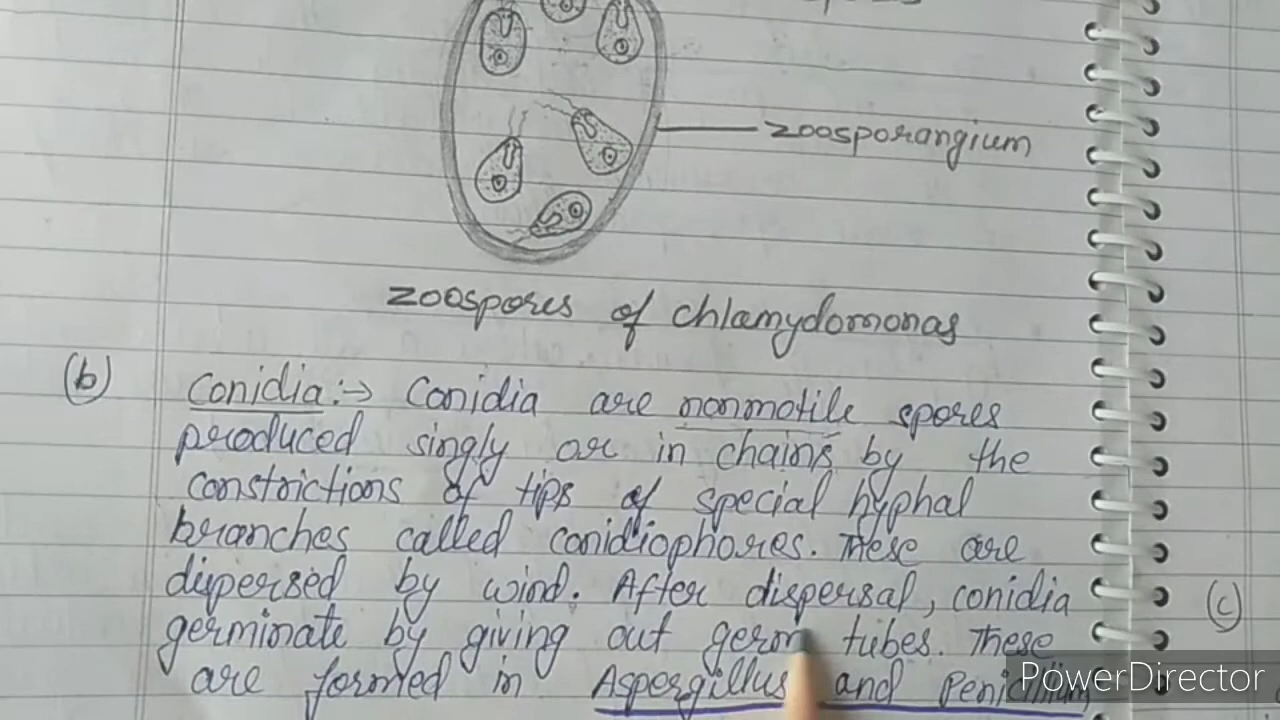 zoosporangium
zoospores of chlamydomonas
(b) Conidia :→ Conidia are nonmotile spores
produced singly or in chains by the
constrictions of tips of special hyphal
branches called conidiophores. These are
dispersed by wind. After dispersal, conidia
germinate by giving out germ tubes. These
are formed in Aspergillus and Penicillium
(c)
PowerDirector